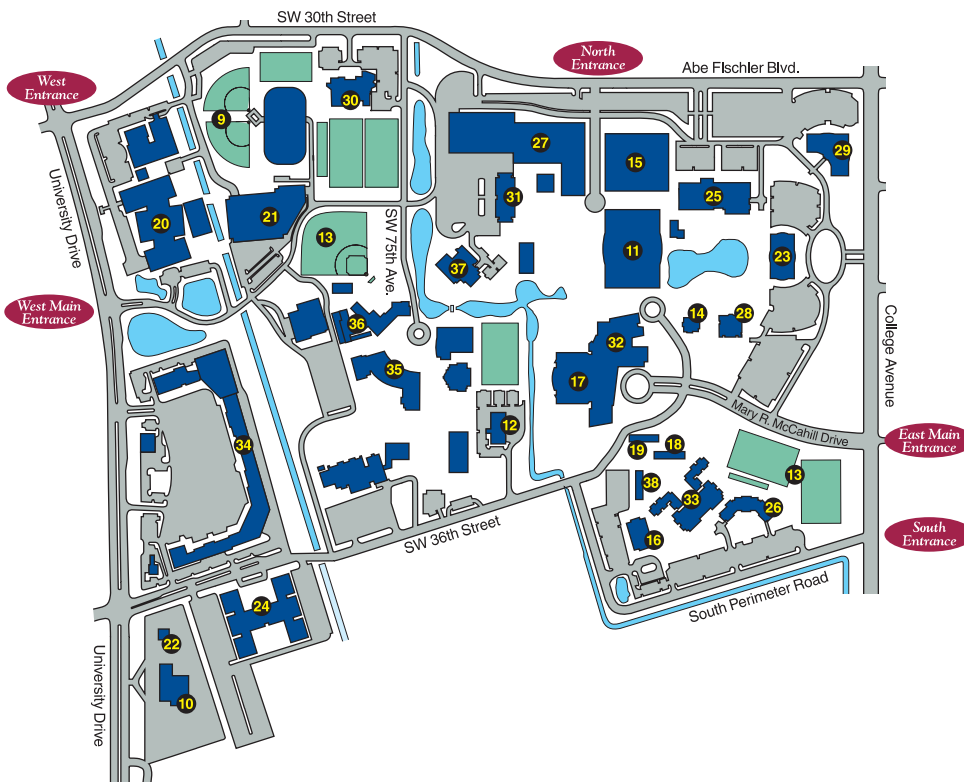 SW 30th Street
North
Entrance
Abe FIschler Blvd.
West
Entrance
30
9
27
15
29
31
25
University Drive
20
21
13
SW 75th Ave.
11
23
37
West Main
Entrance
36
14
28
32
College Avenue
35
17
Mary R. McCahill Drive
12
34
19
18
East Main
Entrance
13
38
33
26
SW 36th Street
16
South
Entrance
South Perimeter Road
24
22
University Drive
10